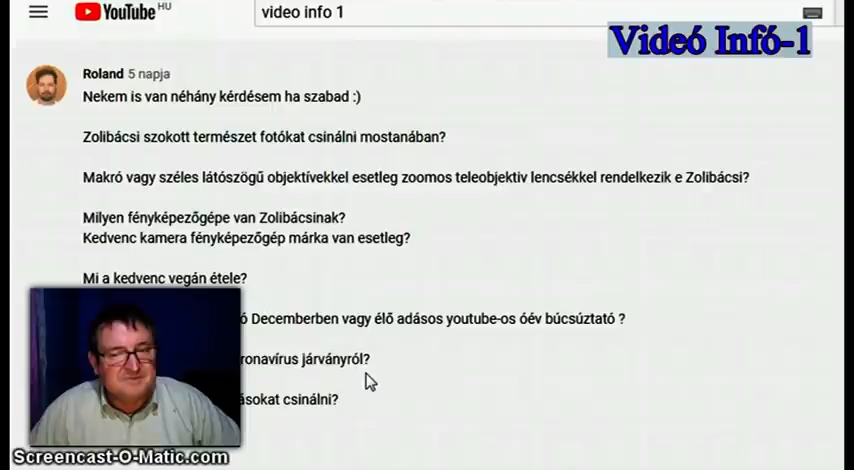 YouTube HU
video info 1
Videó Infó-1
Roland 5 napja
Nekem is van néhány kérdésem ha szabad :)
Zolibácsi szokott természet fotókat csinálni mostanában?
Makró vagy széles látószögű objektívekkel esetleg zoomos teleobjektiv lencsékkel rendelkezik e Zolibácsi?
Milyen fényképezőgépe van Zolibácsinak?
Kedvenc kamera fényképezőgép márka van esetleg?
Mi a kedvenc vegán étele?
ó Decemberben vagy élő adásos youtube-os óév búcsúztató ?
ronavírus járványról?
ásokat csinálni?
Screencast-O-Matic.com